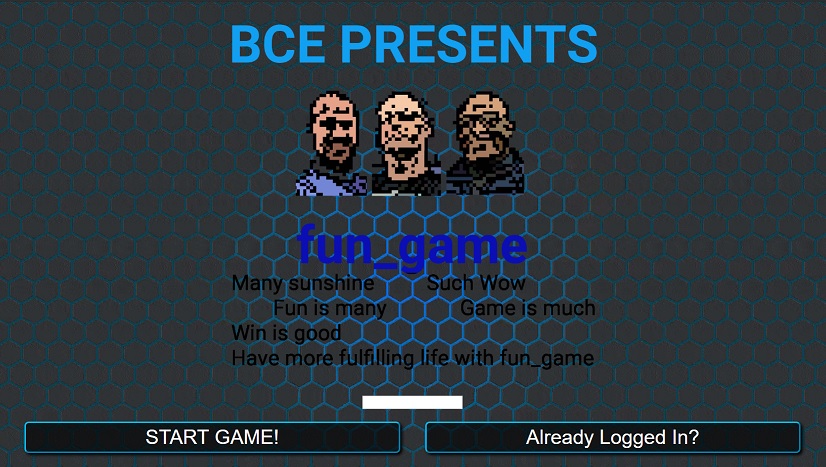 BCE PRESENTS
fun_game
Many sunshine Such Wow
Fun is many Game is much
Win is good
Have more fulfilling life with fun_game
START GAME! Already Logged In?